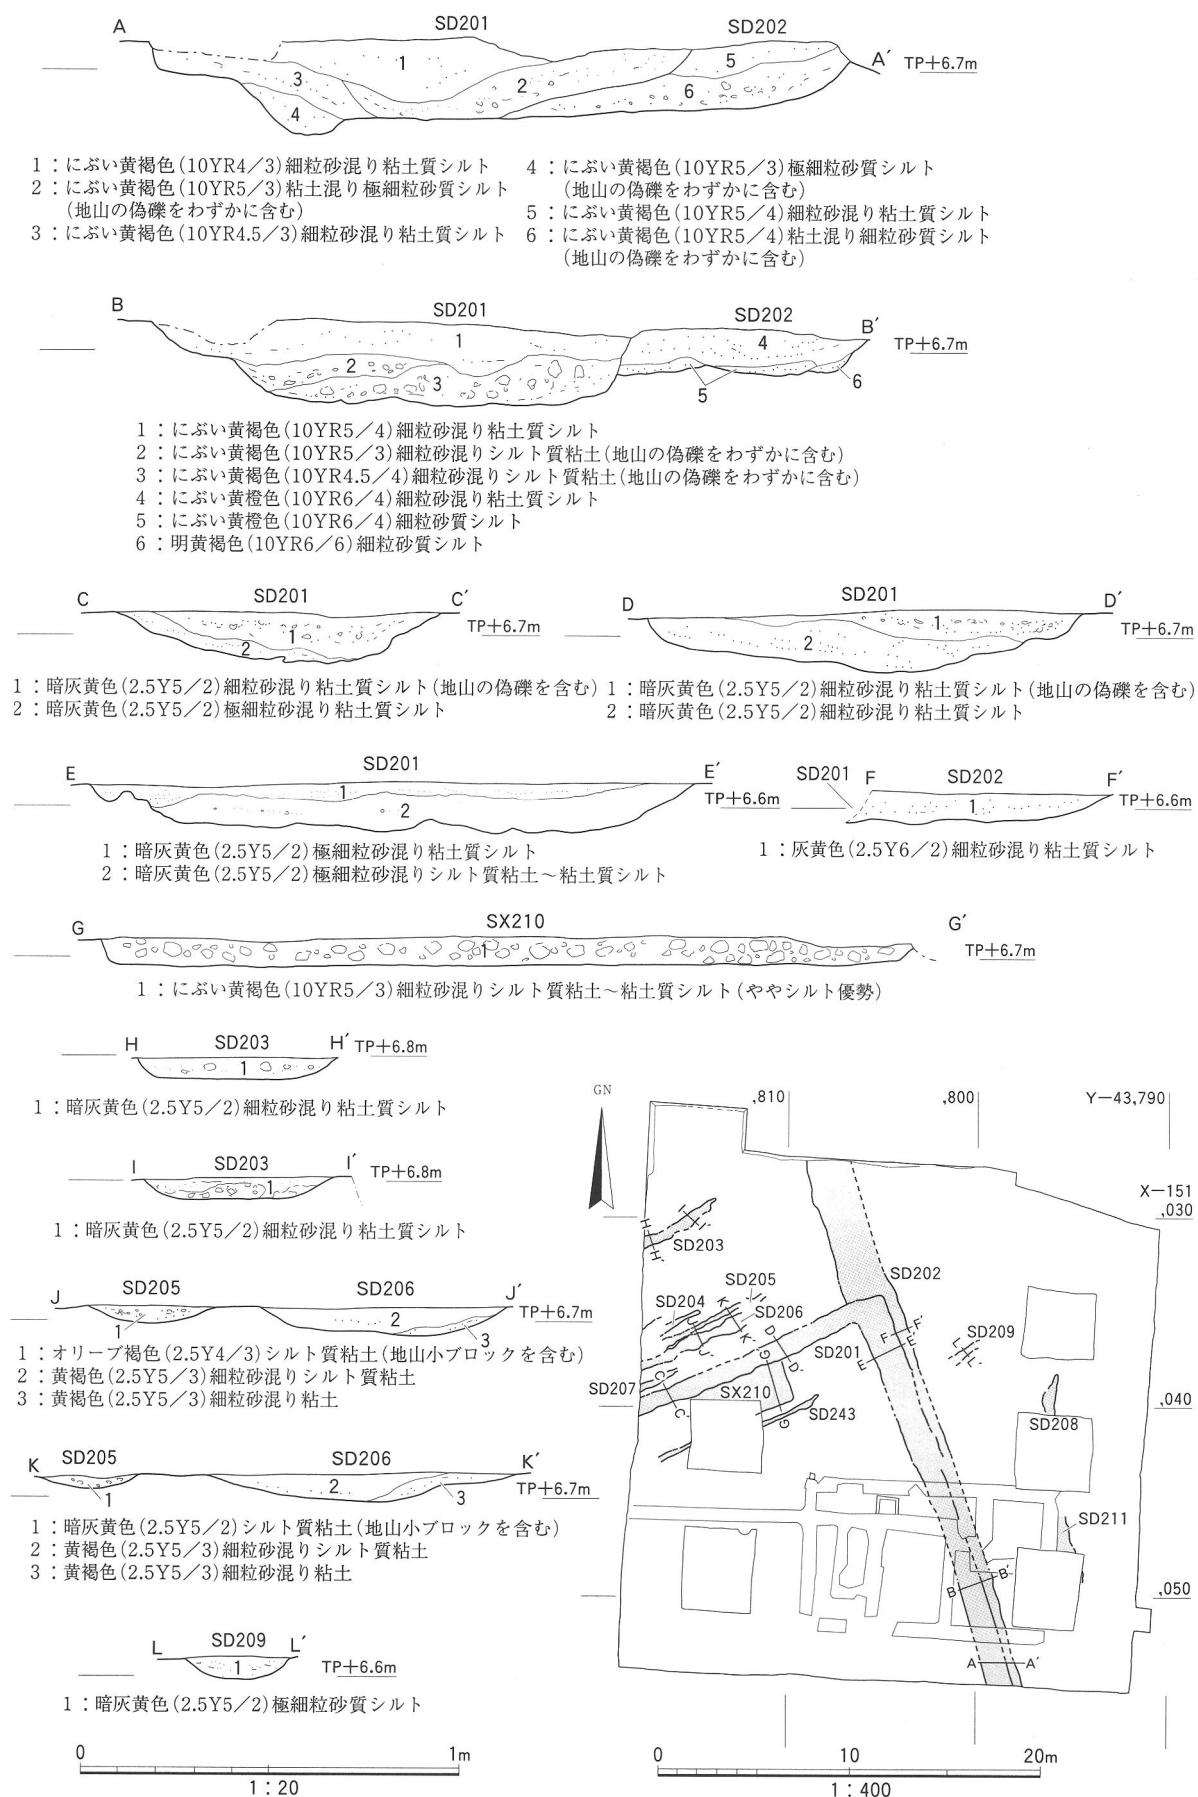 A SD201 SD202 A′ TP+6.7m
1 2 3 4 5 6
1：にぶい黄褐色(10YR4／3)細粒砂混り粘土質シルト
2：にぶい黄褐色(10YR5／3)粘土混り極細粒砂質シルト
(地山の偽礫をわずかに含む)
3：にぶい黄褐色(10YR4.5／3)細粒砂混り粘土質シルト
4：にぶい黄褐色(10YR5／3)極細粒砂質シルト
(地山の偽礫をわずかに含む)
5：にぶい黄褐色(10YR5／4)細粒砂混り粘土質シルト
6：にぶい黄褐色(10YR5／4)粘土混り細粒砂質シルト
(地山の偽礫をわずかに含む)
B SD201 SD202 B′ TP+6.7m
1 2 3 4 5 6
1：にぶい黄褐色(10YR5／4)細粒砂混り粘土質シルト
2：にぶい黄褐色(10YR5／3)細粒砂混りシルト質粘土(地山の偽礫をわずかに含む)
3：にぶい黄褐色(10YR4.5／4)細粒砂混りシルト質粘土(地山の偽礫をわずかに含む)
4：にぶい黄橙色(10YR6／4)細粒砂混り粘土質シルト
5：にぶい黄橙色(10YR6／4)細粒砂質シルト
6：明黄褐色(10YR6／6)細粒砂質シルト
C SD201 C′ TP+6.7m
1 2
1：暗灰黄色(2.5Y5／2)細粒砂混り粘土質シルト(地山の偽礫を含む)
2：暗灰黄色(2.5Y5／2)極細粒砂混り粘土質シルト
D SD201 D′ TP+6.7m
1 2
1：暗灰黄色(2.5Y5／2)細粒砂混り粘土質シルト(地山の偽礫を含む)
2：暗灰黄色(2.5Y5／2)細粒砂混り粘土質シルト
E SD201 E′ TP+6.6m
1 2
1：暗灰黄色(2.5Y5／2)極細粒砂混り粘土質シルト
2：暗灰黄色(2.5Y5／2)極細粒砂混りシルト質粘土～粘土質シルト
SD201 F SD202 F′ TP+6.6m
1
1：灰黄色(2.5Y6／2)細粒砂混り粘土質シルト
G SX210 G′ TP+6.7m
1
1：にぶい黄褐色(10YR5／3)細粒砂混りシルト質粘土～粘土質シルト(ややシルト優勢)
H SD203 H′ TP+6.8m
1
1：暗灰黄色(2.5Y5／2)細粒砂混り粘土質シルト
I SD203 I′ TP+6.8m
1
1：暗灰黄色(2.5Y5／2)細粒砂混り粘土質シルト
J SD205 SD206 J′ TP+6.7m
1 2 3
1：オリーブ褐色(2.5Y4／3)シルト質粘土(地山小ブロックを含む)
2：黄褐色(2.5Y5／3)細粒砂混りシルト質粘土
3：黄褐色(2.5Y5／3)細粒砂混り粘土
K SD205 SD206 K′ TP+6.7m
1 2 3
1：暗灰黄色(2.5Y5／2)シルト質粘土(地山小ブロックを含む)
2：黄褐色(2.5Y5／3)細粒砂混りシルト質粘土
3：黄褐色(2.5Y5／3)細粒砂混り粘土
L SD209 L′ TP+6.6m
1
1：暗灰黄色(2.5Y5／2)極細粒砂質シルト
0 1m
1：20
GN
,810 ,800 Y−43,790
X−151
,030
H I I′
H′ SD203
SD202
SD205
SD204 K SD206
J J′ K′ D D′
F F′
SD209
L L′
SD201 E E′
SD207 C C′
SX210 G G
SD243
,040
SD208
SD211
B B′
,050
A A′
0 10 20m
1：400